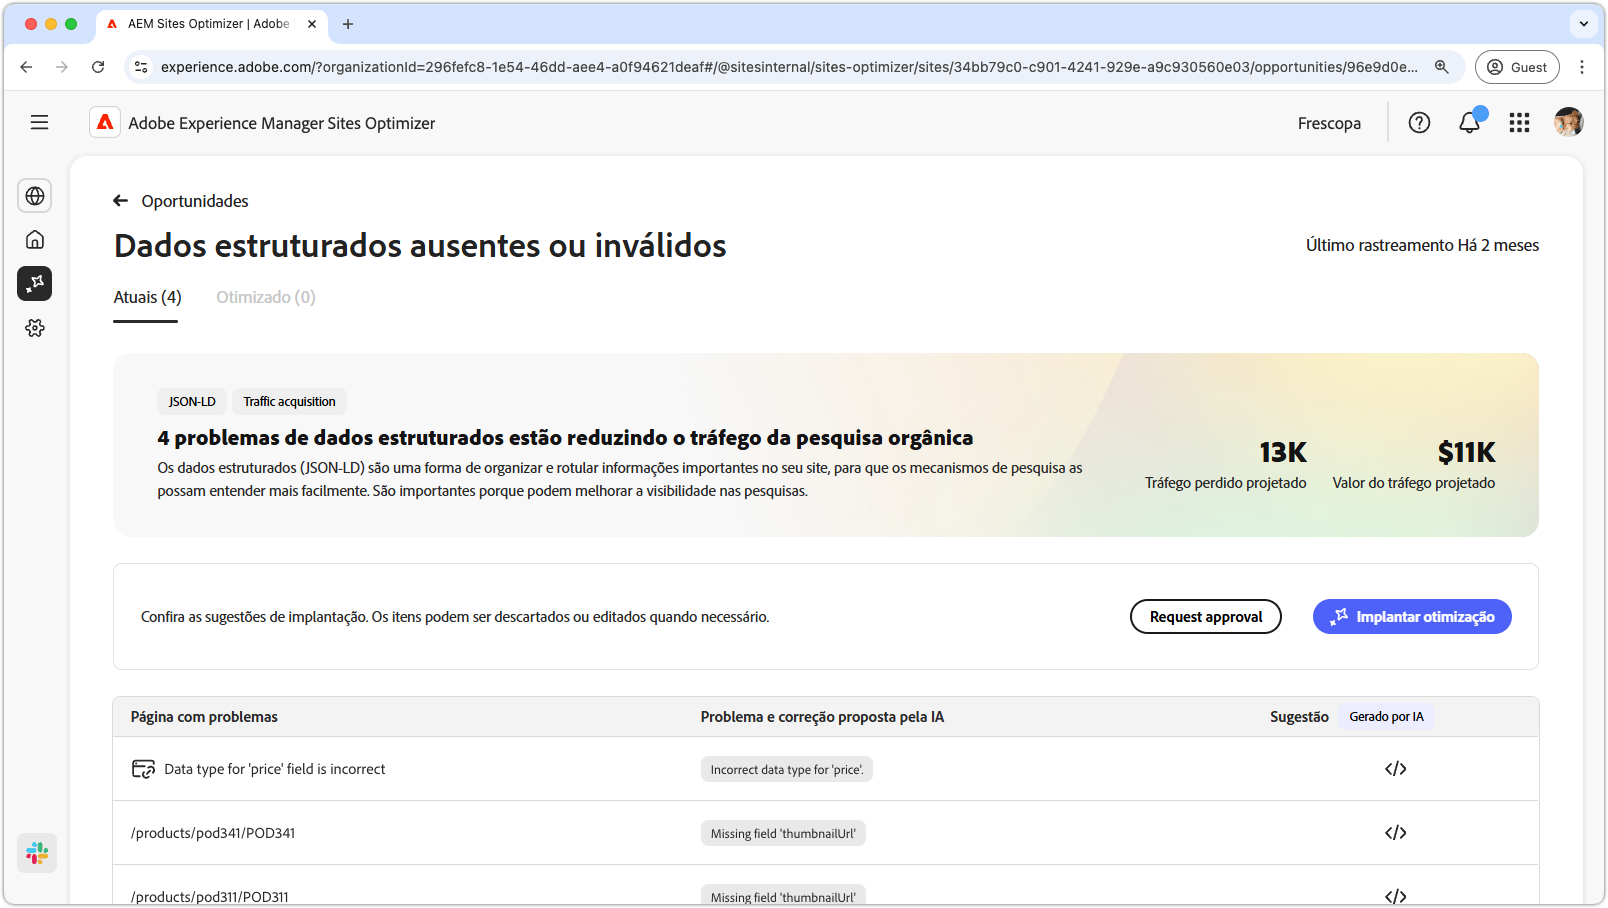 AEM Sites Optimizer | Adobe
experience.adobe.com/?organizationId=296fefc8-1e54-46dd-aee4-a0f94621deaf#/@sitesinternal/sites-optimizer/sites/34bb79c0-c901-4241-929e-a9c930560e03/opportunities/96e9d0e...
Guest
Adobe Experience Manager Sites Optimizer
Frescopa
Oportunidades
Dados estruturados ausentes ou inválidos
Último rastreamento Há 2 meses
Atuais (4)
Otimizado (0)
JSON-LD
Traffic acquisition
4 problemas de dados estruturados estão reduzindo o tráfego da pesquisa orgânica
Os dados estruturados (JSON-LD) são uma forma de organizar e rotular informações importantes no seu site, para que os mecanismos de pesquisa as
possam entender mais facilmente. São importantes porque podem melhorar a visibilidade nas pesquisas.
13K
Tráfego perdido projetado
$11K
Valor do tráfego projetado
Confira as sugestões de implantação. Os itens podem ser descartados ou editados quando necessário.
Request approval
Implantar otimização
Página com problemas
Problema e correção proposta pela IA
Sugestão
Gerado por IA
Data type for 'price' field is incorrect
Incorrect data type for 'price'.
/products/pod341/POD341
Missing field 'thumbnailUrl'
/products/pod311/POD311
Missing field 'thumbnailUrl'